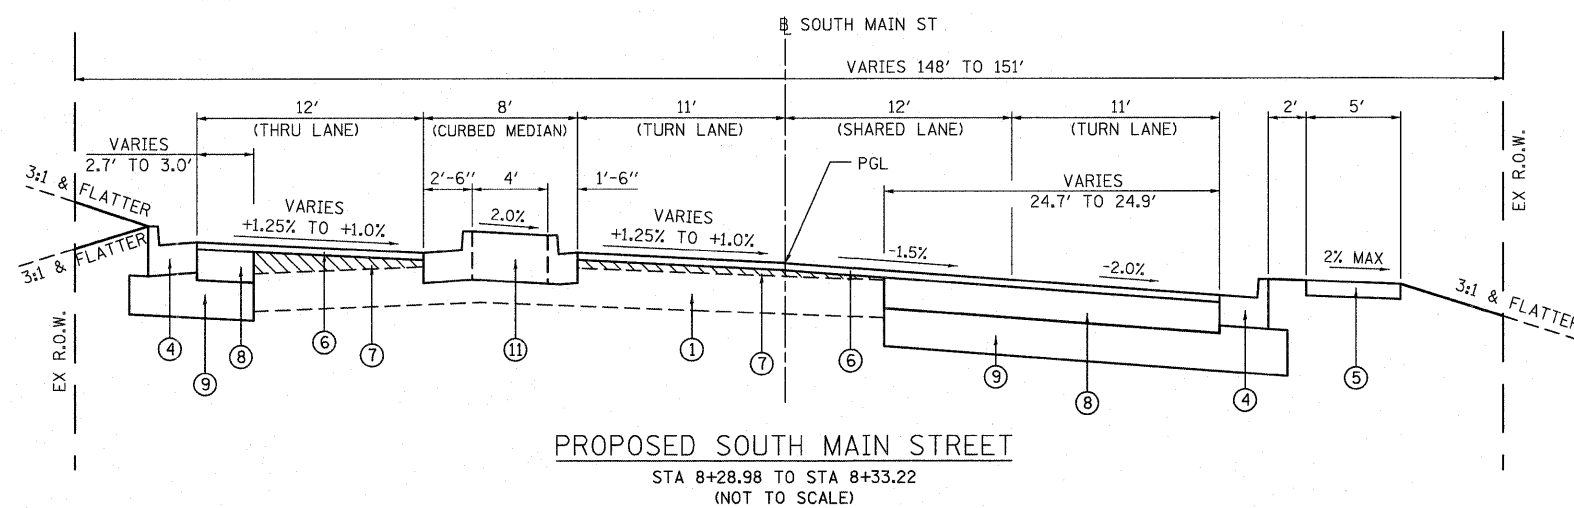 ℄ SOUTH MAIN ST
VARIES 148' TO 151'
12'
(THRU LANE)
8'
(CURBED MEDIAN)
11'
(TURN LANE)
12'
(SHARED LANE)
11'
(TURN LANE)
2'
5'
VARIES
2.7' TO 3.0'
PGL
3:1 & FLATTER
3:1 & FLATTER
2'-6"
4'
1'-6"
VARIES
24.7' TO 24.9'
VARIES
+1.25% TO +1.0%
2.0%
VARIES
+1.25% TO +1.0%
-1.5%
-2.0%
2% MAX
3:1 & FLATTER
EX R.O.W.
EX R.O.W.
4
9
8
6
7
11
1
7
6
9
8
4
5
PROPOSED SOUTH MAIN STREET
STA 8+28.98 TO STA 8+33.22
(NOT TO SCALE)